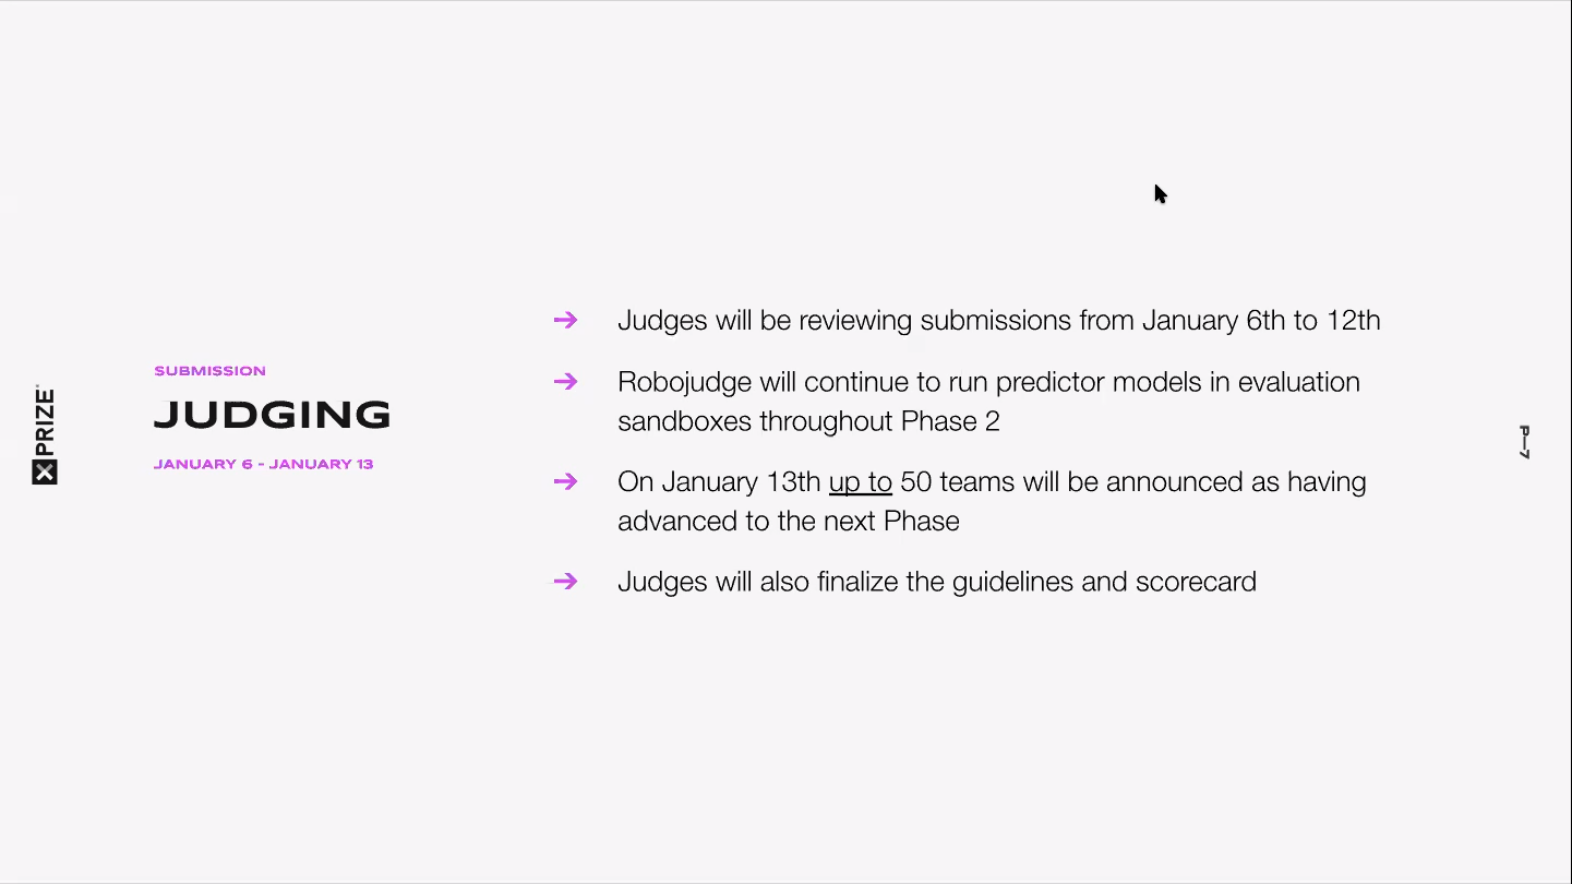 XPRIZE
SUBMISSION
JUDGING
JANUARY 6 - JANUARY 13
Judges will be reviewing submissions from January 6th to 12th
Robojudge will continue to run predictor models in evaluation
sandboxes throughout Phase 2
On January 13th up to 50 teams will be announced as having
advanced to the next Phase
Judges will also finalize the guidelines and scorecard
P—7